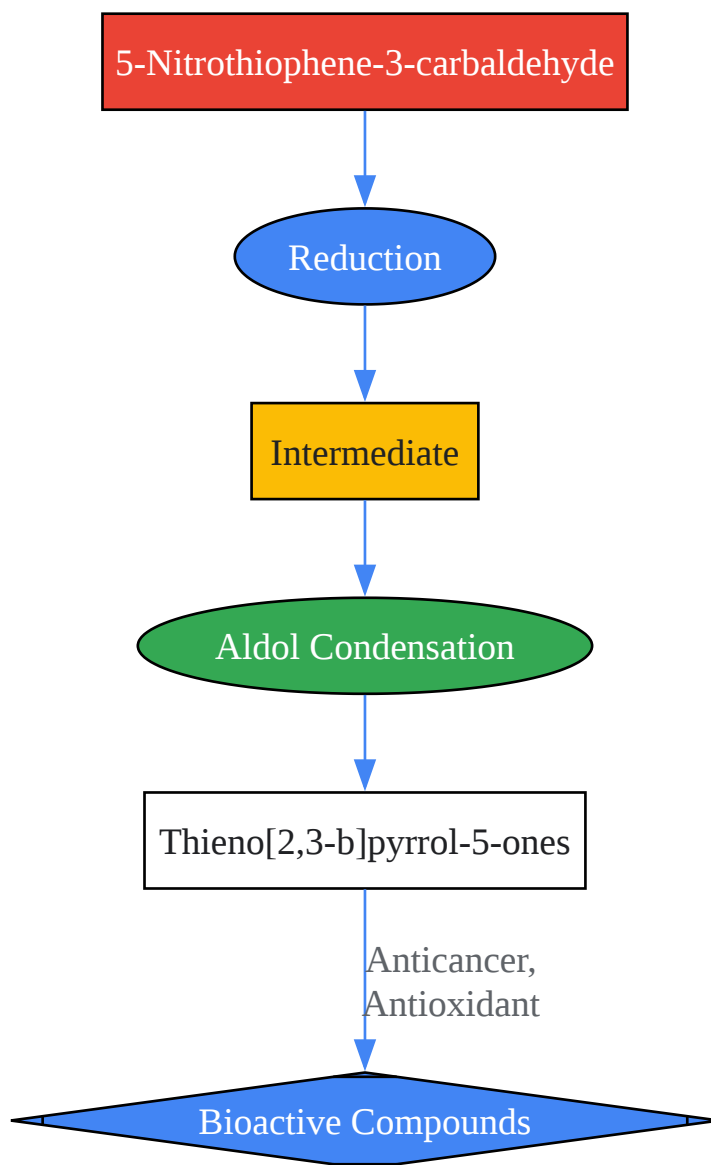 5-Nitrothiophene-3-carbaldehyde
Reduction
Intermediate
Aldol Condensation
Thieno[2,3-b]pyrrol-5-ones
Anticancer,
Antioxidant
Bioactive Compounds